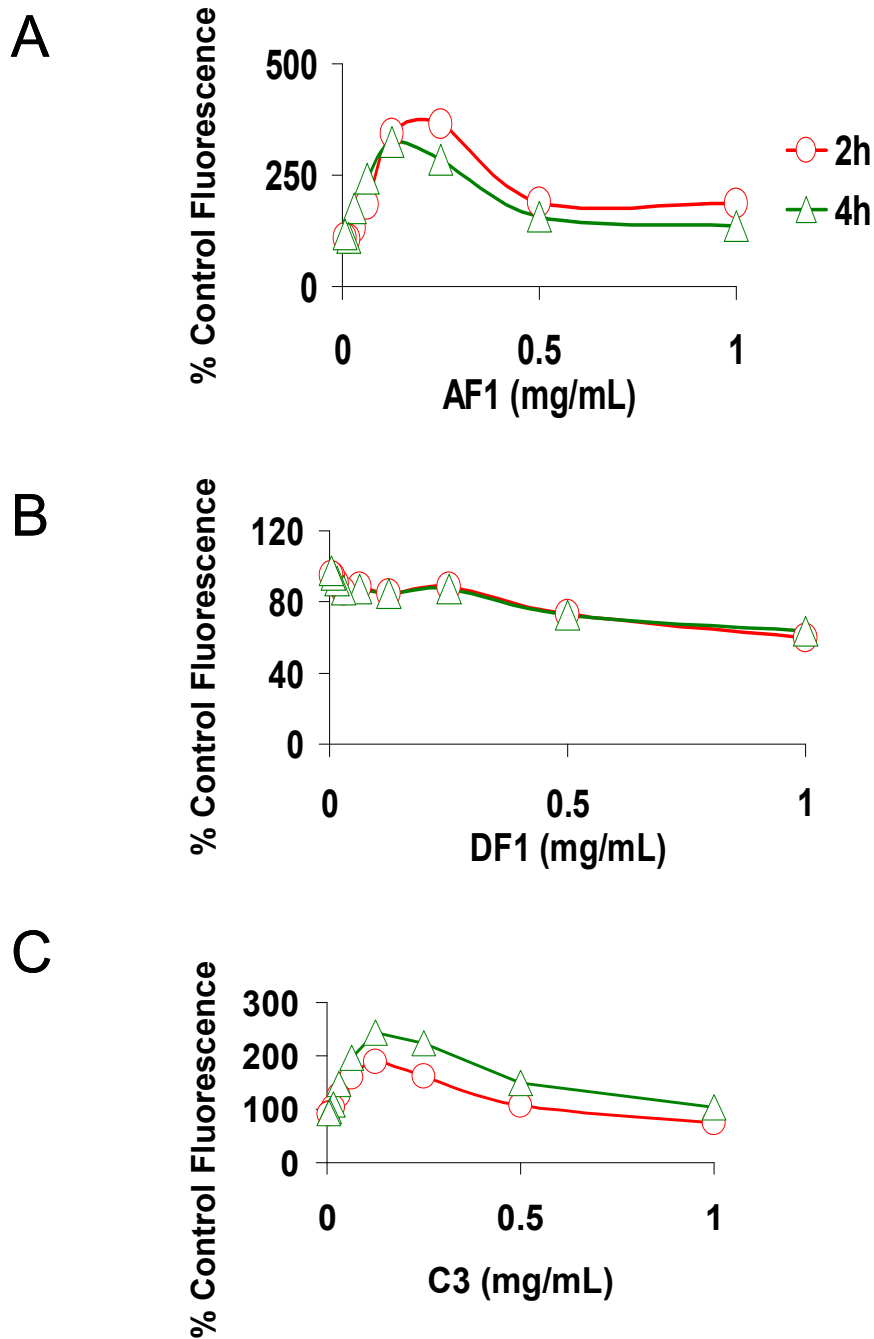 A
% Control Fluorescence
500
250
0
0 0.5 1
AF1 (mg/mL)
2h
4h
B
% Control Fluorescence
120
80
40
0
0 0.5 1
DF1 (mg/mL)
C
% Control Fluorescence
300
200
100
0
0 0.5 1
C3 (mg/mL)